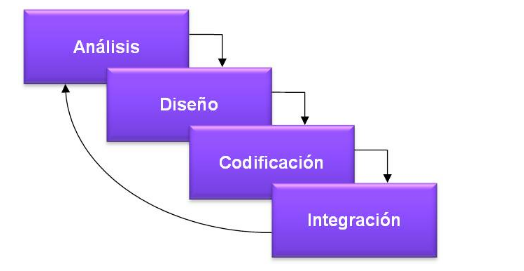 Análisis
Diseño
Codificación
Integración